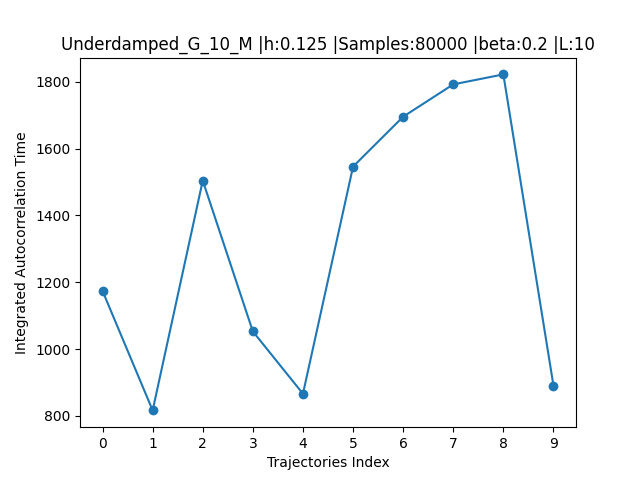 Underdamped_G_10_M |h:0.125 |Samples:80000 |beta:0.2 |L:10
Integrated Autocorrelation Time
1800
1600
1400
1200
1000
800
0 1 2 3 4 5 6 7 8 9
Trajectories Index